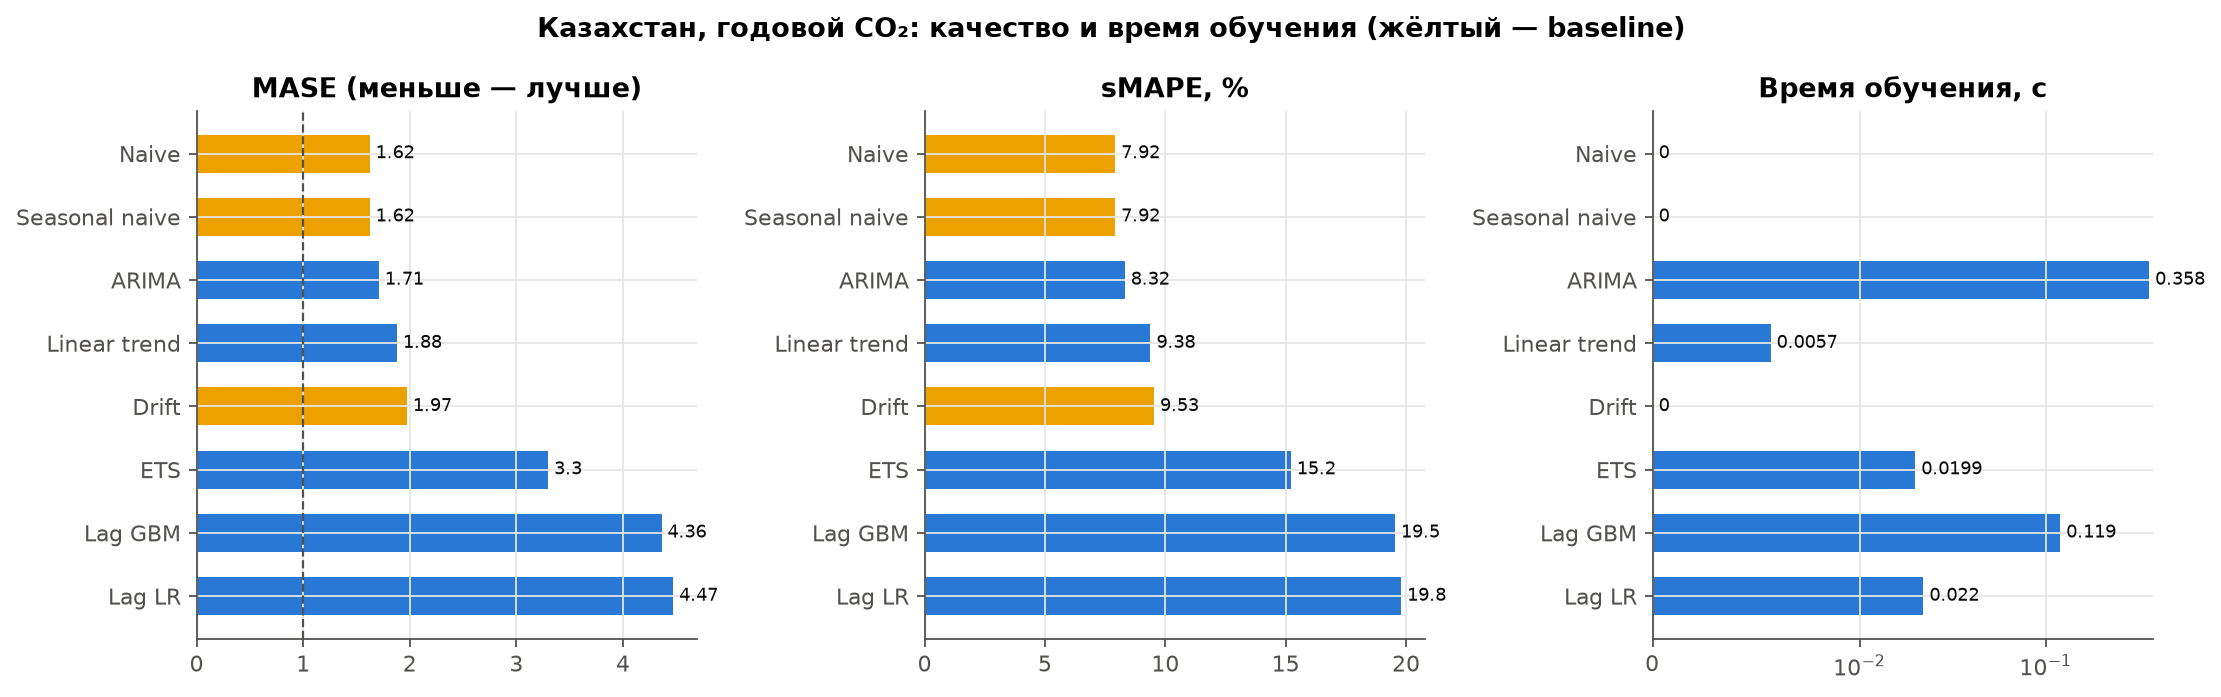 Казахстан, годовой CO₂: качество и время обучения (жёлтый — baseline)
MASE (меньше — лучше)
Naive 1.62
Seasonal naive 1.62
ARIMA 1.71
Linear trend 1.88
Drift 1.97
ETS 3.3
Lag GBM 4.36
Lag LR 4.47
0 1 2 3 4
sMAPE, %
Naive 7.92
Seasonal naive 7.92
ARIMA 8.32
Linear trend 9.38
Drift 9.53
ETS 15.2
Lag GBM 19.5
Lag LR 19.8
0 5 10 15 20
Время обучения, с
Naive 0
Seasonal naive 0
ARIMA 0.358
Linear trend 0.0057
Drift 0
ETS 0.0199
Lag GBM 0.119
Lag LR 0.022
0 10⁻² 10⁻¹